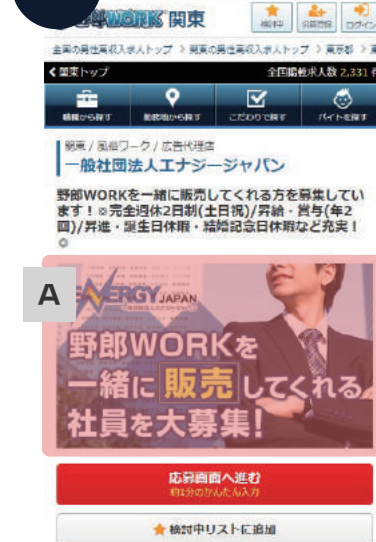 野郎WORK 関東
検討中 会員登録 ログイン
全国の男性高収入求人トップ > 関東の男性高収入求人トップ > 東京都 >
関東トップ 全国掲載求人数 2,331 件
職種から探す 勤務地から探す こだわりで探す バイトを探す
関東 / 風俗ワーク / 広告代理店
一般社団法人エナジージャパン
野郎WORKを一緒に販売してくれる方を募集してい
ます！※完全週休2日制(土日祝)/昇給・賞与(年2
回)/昇進・誕生日休暇・結婚記念日休暇など充実！
A
ENERGY JAPAN
野郎WORKを
一緒に 販売 してくれる
社員を大募集!
応募画面へ進む
約1分のかんたん入力
検討中リストに追加